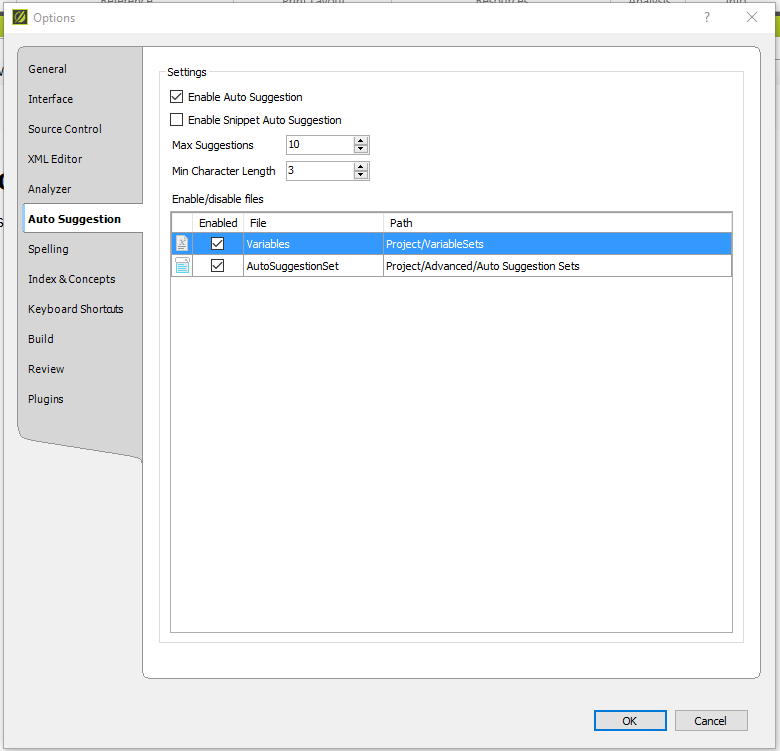 Options
?
General
Interface
Source Control
XML Editor
Analyzer
Auto Suggestion
Spelling
Index & Concepts
Keyboard Shortcuts
Build
Review
Plugins
Settings
Enable Auto Suggestion
Enable Snippet Auto Suggestion
Max Suggestions 10
Min Character Length 3
Enable/disable files
Enabled File Path
Variables Project/VariableSets
AutoSuggestionSet Project/Advanced/Auto Suggestion Sets
OK Cancel